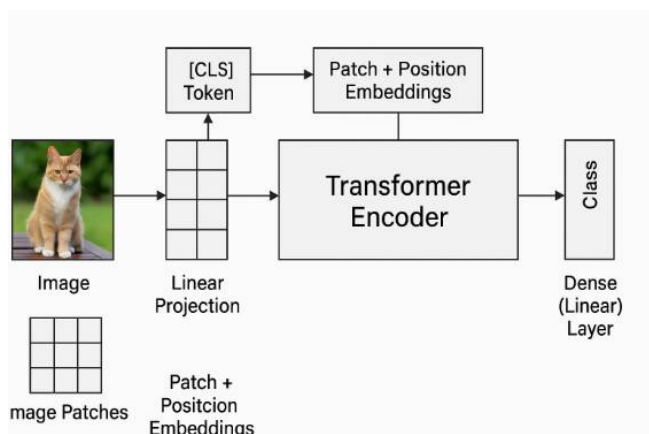 [CLS]
Token
Patch + Position
Embeddings
Transformer
Encoder
Class
Image
Linear
Projection
Dense
(Linear)
Layer
mage Patches
Patch +
Positcion
Embeddings